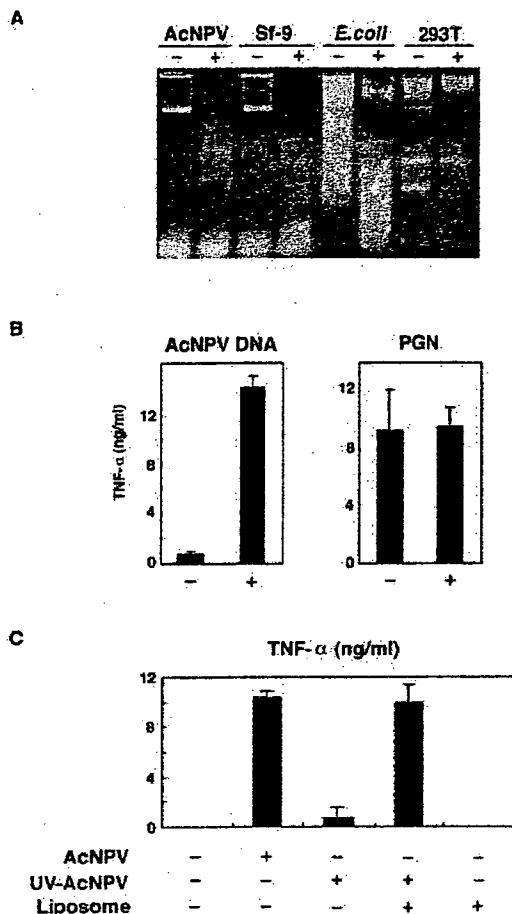 A
AcNPV Sf-9 E.coli 293T
– + – + – + – +
B
AcNPV DNA PGN
TNF-α (ng/ml)
12
8
4
0
– +
12
8
4
0
– +
C
TNF-α (ng/ml)
12
8
4
0
AcNPV – + – – –
UV-AcNPV – – + + –
Liposome – – – + +